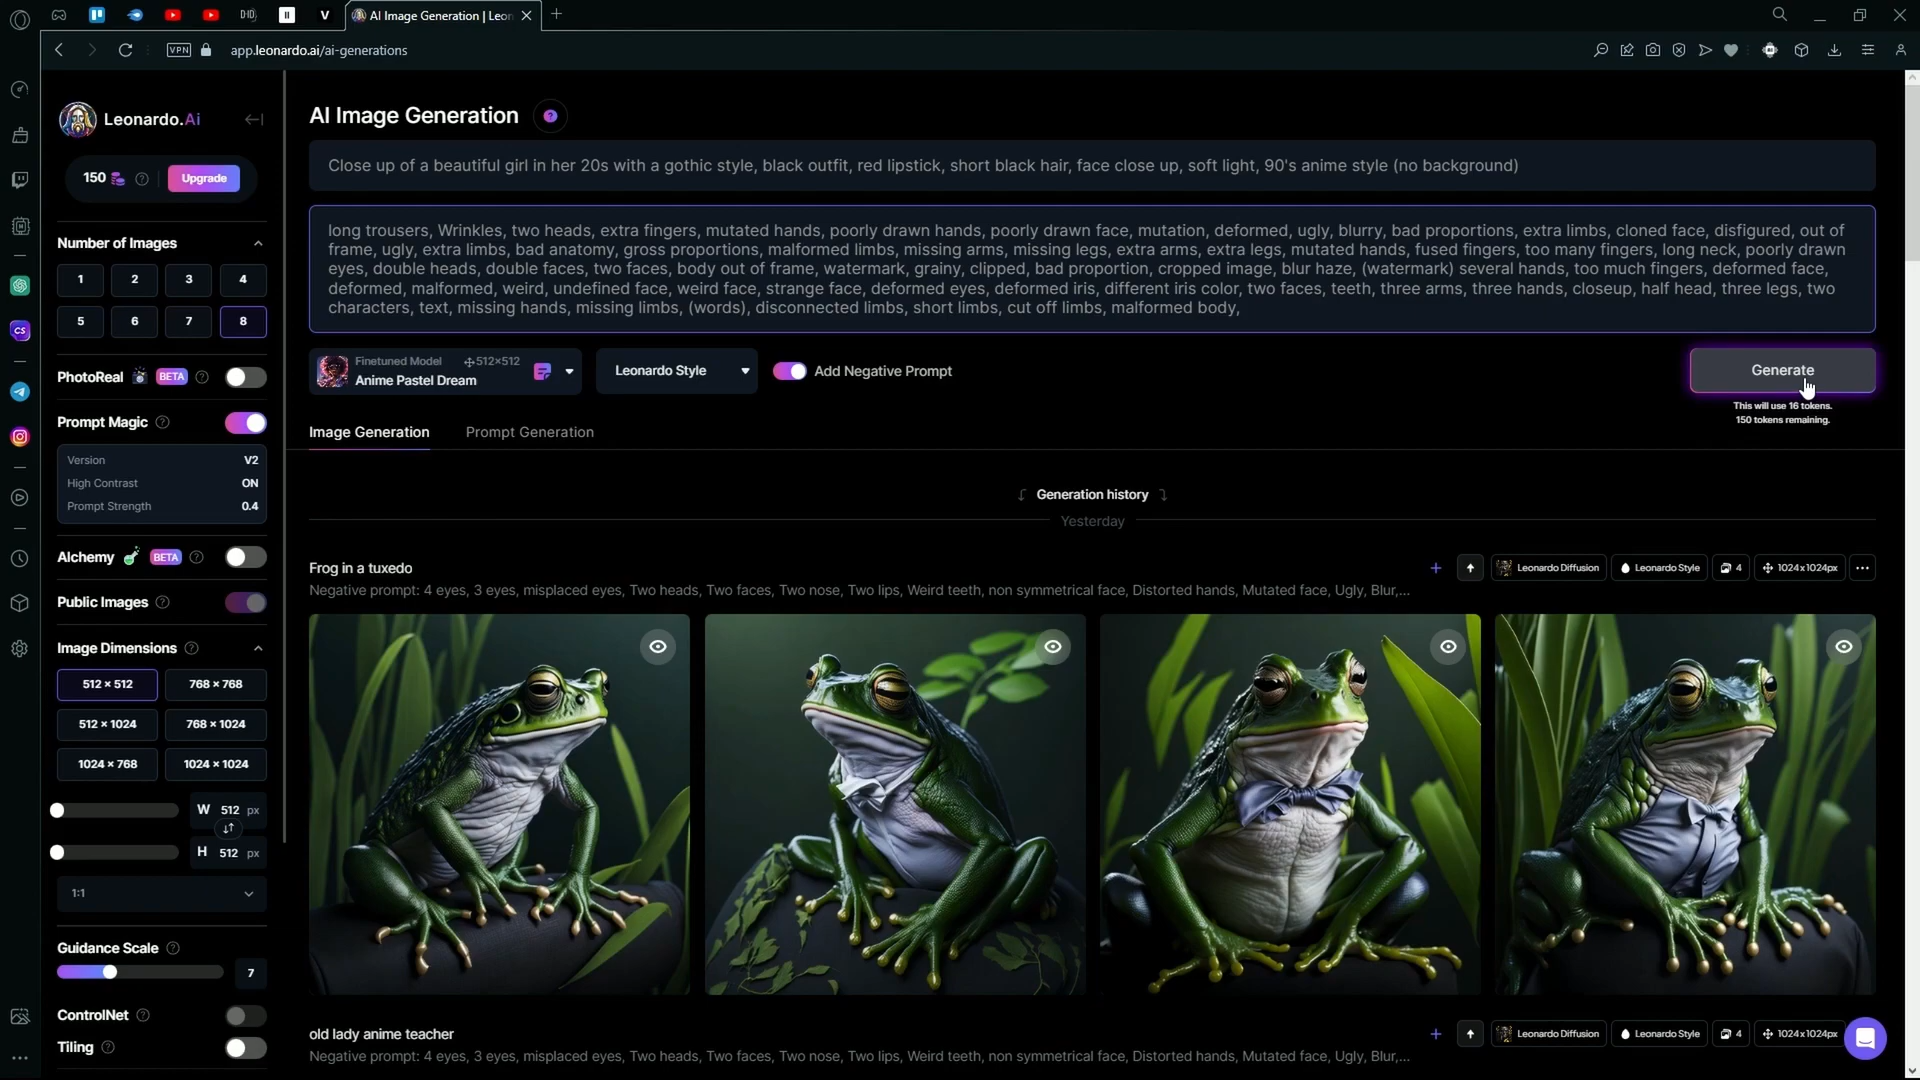 AI Image Generation | Leon
VPN
app.leonardo.ai/ai-generations
Leonardo.Ai
150
Upgrade
Number of Images
1 2 3 4
5 6 7 8
PhotoReal BETA
Prompt Magic
Version V2
High Contrast ON
Prompt Strength 0.4
Alchemy BETA
Public Images
Image Dimensions
512 × 512 768 × 768
512 × 1024 768 × 1024
1024 × 768 1024 × 1024
W 512 px
H 512 px
1:1
Guidance Scale
7
ControlNet
Tiling
AI Image Generation
Close up of a beautiful girl in her 20s with a gothic style, black outfit, red lipstick, short black hair, face close up, soft light, 90's anime style (no background)
long trousers, Wrinkles, two heads, extra fingers, mutated hands, poorly drawn hands, poorly drawn face, mutation, deformed, ugly, blurry, bad proportions, extra limbs, cloned face, disfigured, out of
frame, ugly, extra limbs, bad anatomy, gross proportions, malformed limbs, missing arms, missing legs, extra arms, extra legs, mutated hands, fused fingers, too many fingers, long neck, poorly drawn
eyes, double heads, double faces, two faces, body out of frame, watermark, grainy, clipped, bad proportion, cropped image, blur haze, (watermark) several hands, too much fingers, deformed face,
deformed, malformed, weird, undefined face, weird face, strange face, deformed eyes, deformed iris, different iris color, two faces, teeth, three arms, three hands, closeup, half head, three legs, two
characters, text, missing hands, missing limbs, (words), disconnected limbs, short limbs, cut off limbs, malformed body,
Finetuned Model 512×512
Anime Pastel Dream
Leonardo Style
Add Negative Prompt
Generate
This will use 16 tokens.
150 tokens remaining.
Image Generation
Prompt Generation
Generation history
Yesterday
Frog in a tuxedo
Leonardo Diffusion
Leonardo Style
4
1024x1024px
Negative prompt: 4 eyes, 3 eyes, misplaced eyes, Two heads, Two faces, Two nose, Two lips, Weird teeth, non symmetrical face, Distorted hands, Mutated face, Ugly, Blur,...
old lady anime teacher
Leonardo Diffusion
Leonardo Style
4
1024x1024px
Negative prompt: 4 eyes, 3 eyes, misplaced eyes, Two heads, Two faces, Two nose, Two lips, Weird teeth, non symmetrical face, Distorted hands, Mutated face, Ugly, Blur,...